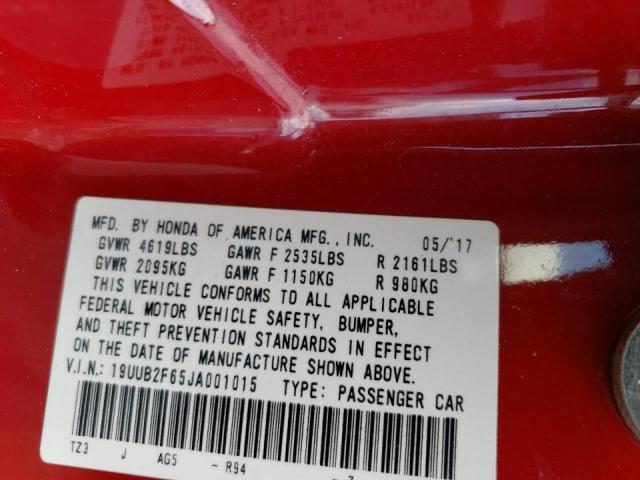 MFD. BY HONDA OF AMERICA MFG., INC. 05/'17
GVWR 4619LBS GAWR F 2535LBS R 2161LBS
GVWR 2095KG GAWR F 1150KG R 980KG
THIS VEHICLE CONFORMS TO ALL APPLICABLE
FEDERAL MOTOR VEHICLE SAFETY, BUMPER,
AND THEFT PREVENTION STANDARDS IN EFFECT
ON THE DATE OF MANUFACTURE SHOWN ABOVE.
V.I.N.: 19UUB2F65JA001015 TYPE: PASSENGER CAR
TZ3 J AG5 - R94 - 7